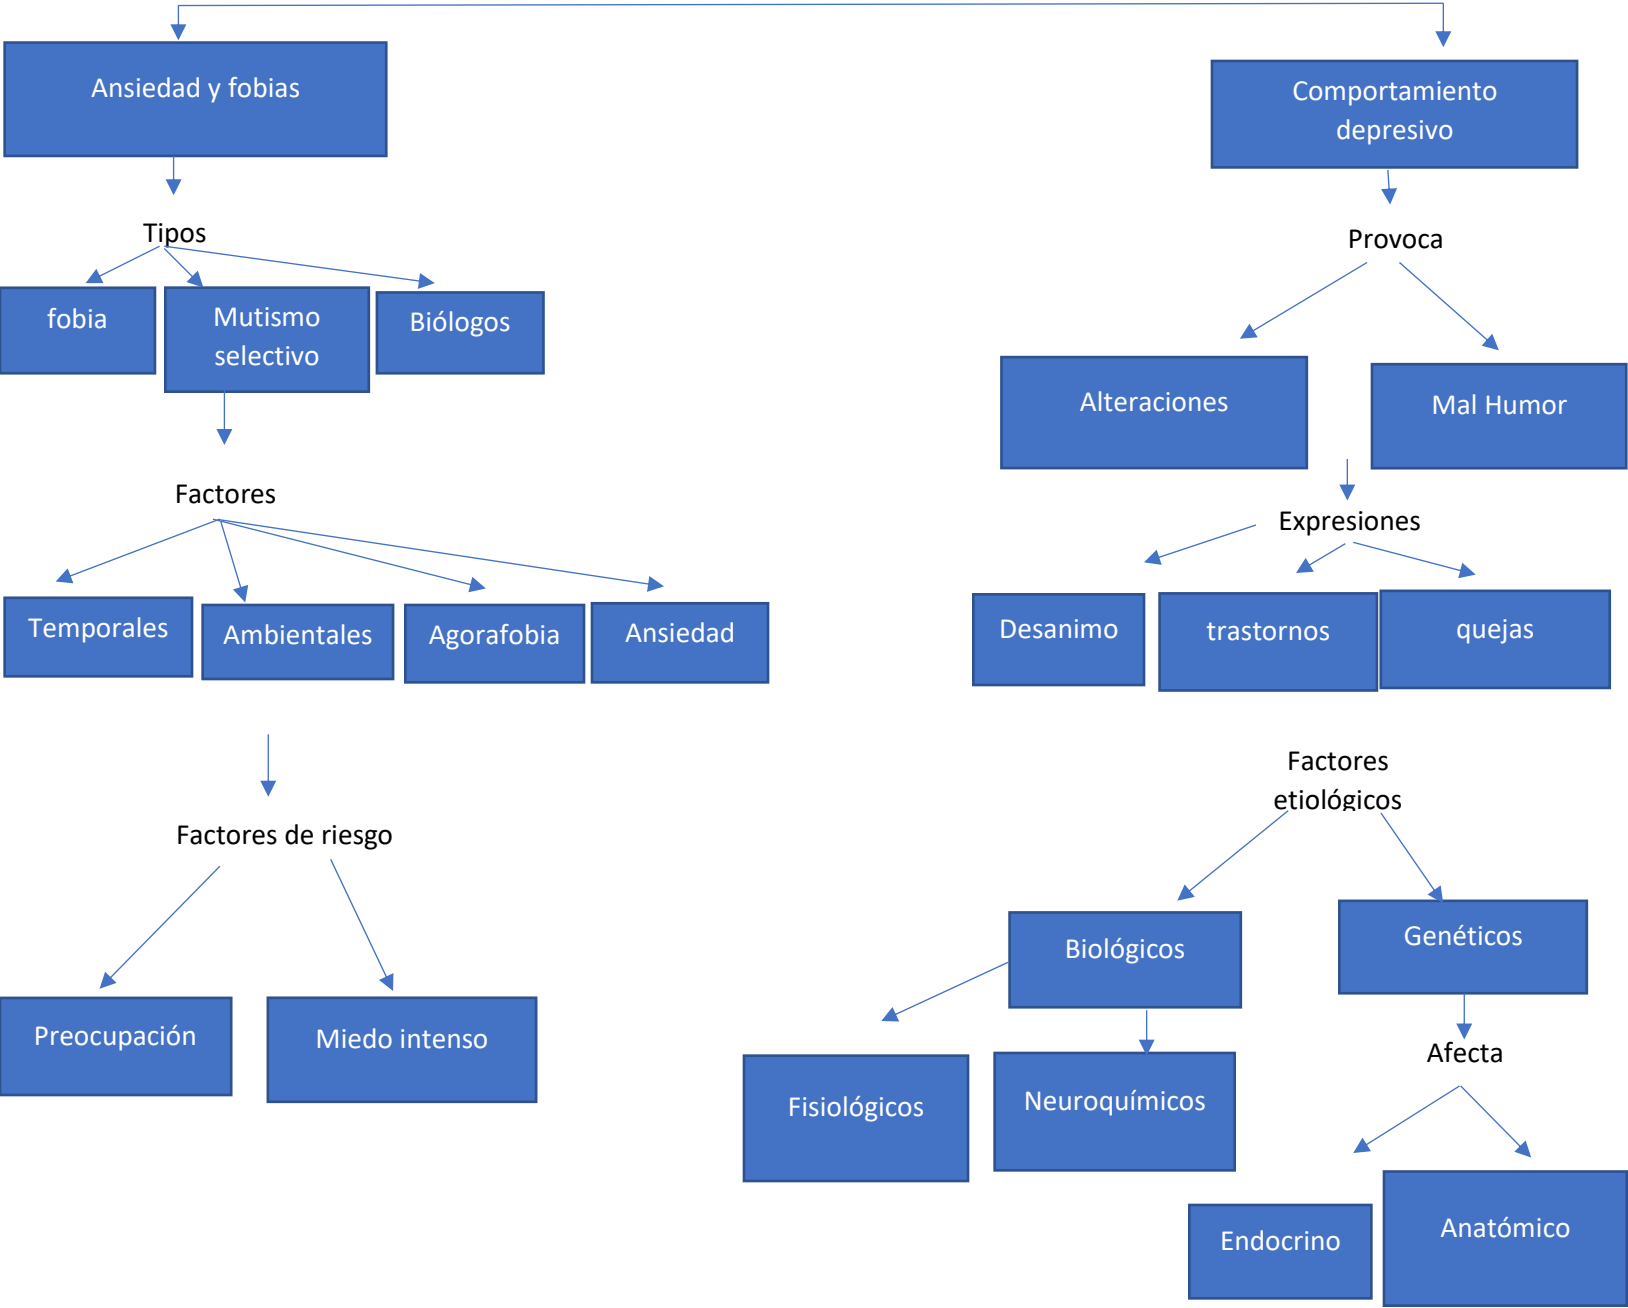 Ansiedad y fobias
Comportamiento
depresivo
Tipos
Provoca
fobia
Mutismo
selectivo
Biólogos
Alteraciones
Mal Humor
Factores
Expresiones
Temporales
Ambientales
Agorafobia
Ansiedad
Desanimo
trastornos
quejas
Factores
etiológicos
Factores de riesgo
Biológicos
Genéticos
Preocupación
Miedo intenso
Afecta
Fisiológicos
Neuroquímicos
Endocrino
Anatómico